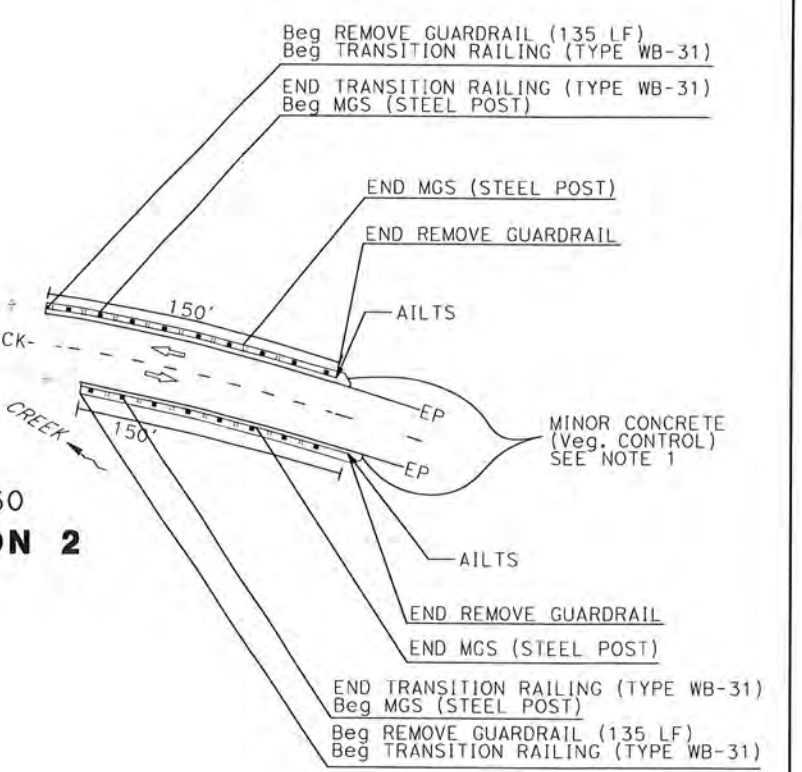 Beg REMOVE GUARDRAIL (135 LF)
Beg TRANSITION RAILING (TYPE WB-31)
END TRANSITION RAILING (TYPE WB-31)
Beg MGS (STEEL POST)
END MGS (STEEL POST)
END REMOVE GUARDRAIL
150'
AILTS
CK-
EP
CREEK
150'
EP
MINOR CONCRETE
(Veg. CONTROL)
SEE NOTE 1
50
ON 2
AILTS
END REMOVE GUARDRAIL
END MGS (STEEL POST)
END TRANSITION RAILING (TYPE WB-31)
Beg MGS (STEEL POST)
Beg REMOVE GUARDRAIL (135 LF)
Beg TRANSITION RAILING (TYPE WB-31)